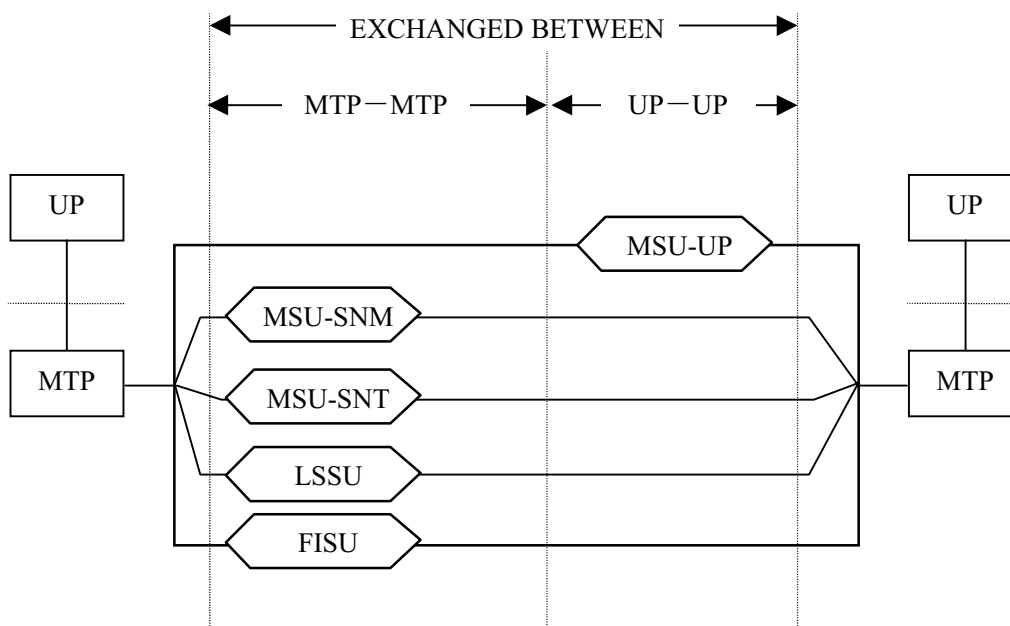 EXCHANGED BETWEEN
MTP－MTP
UP－UP
UP
UP
MSU-UP
MSU-SNM
MTP
MTP
MSU-SNT
LSSU
FISU